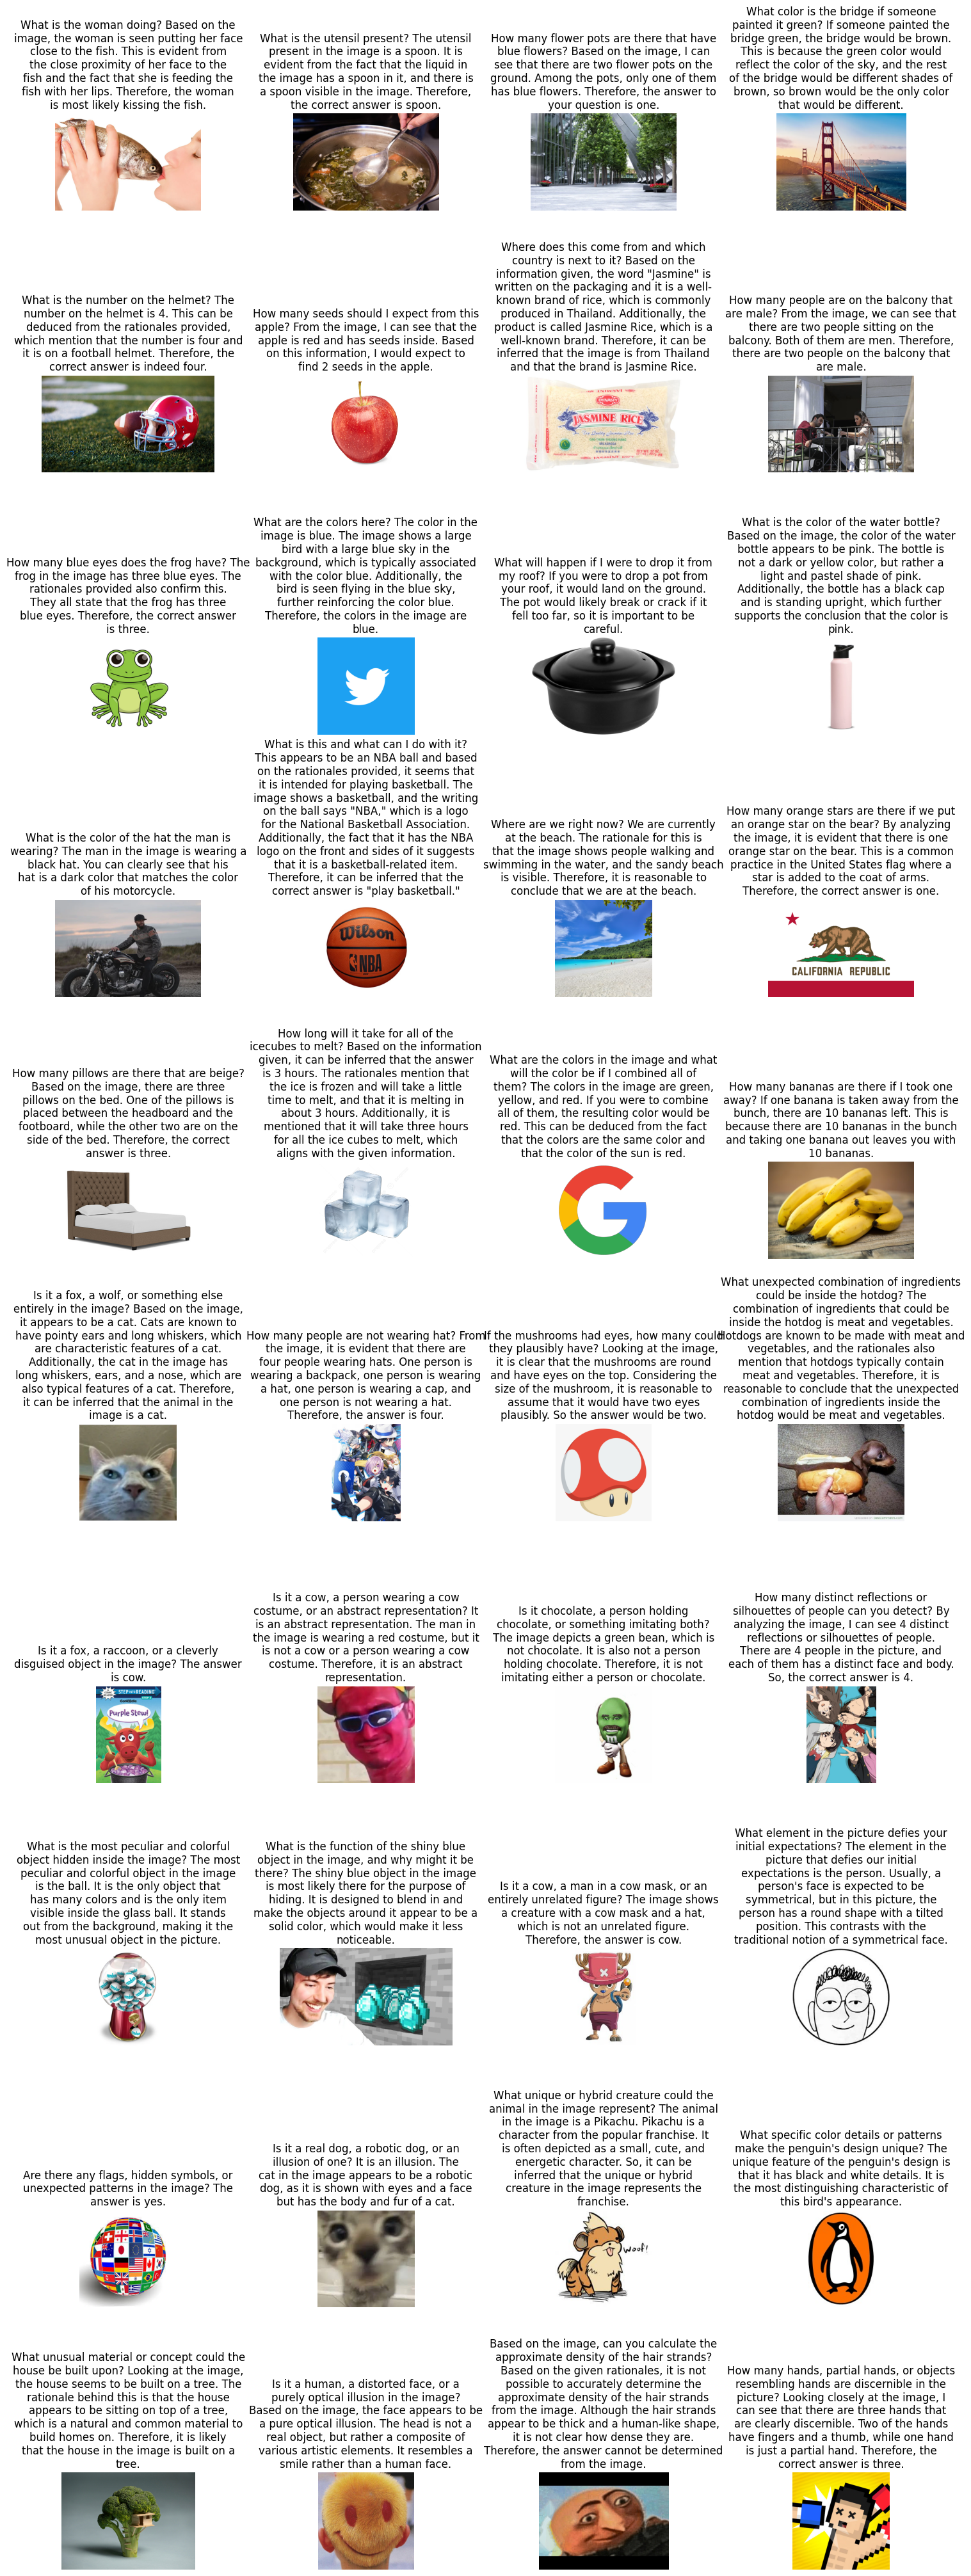 What is the woman doing? Based on the
image, the woman is seen putting her face
close to the fish. This is evident from
the close proximity of her face to the
fish and the fact that she is feeding the
fish with her lips. Therefore, the woman
is most likely kissing the fish.
What is the utensil present? The utensil
present in the image is a spoon. It is
evident from the fact that the liquid in
the image has a spoon in it, and there is
a spoon visible in the image. Therefore,
the correct answer is spoon.
How many flower pots are there that have
blue flowers? Based on the image, I can
see that there are two flower pots on the
ground. Among the pots, only one of them
has blue flowers. Therefore, the answer to
your question is one.
What color is the bridge if someone
painted it green? If someone painted the
bridge green, the bridge would be brown.
This is because the green color would
reflect the color of the sky, and the rest
of the bridge would be different shades of
brown, so brown would be the only color
that would be different.
What is the number on the helmet? The
number on the helmet is 4. This can be
deduced from the rationales provided,
which mention that the number is four and
it is on a football helmet. Therefore, the
correct answer is indeed four.
How many seeds should I expect from this
apple? From the image, I can see that the
apple is red and has seeds inside. Based
on this information, I would expect to
find 2 seeds in the apple.
Where does this come from and which
country is next to it? Based on the
information given, the word "Jasmine" is
written on the packaging and it is a well-
known brand of rice, which is commonly
produced in Thailand. Additionally, the
product is called Jasmine Rice, which is a
well-known brand. Therefore, it can be
inferred that the image is from Thailand
and that the brand is Jasmine Rice.
JASMINE RICE
How many people are on the balcony that
are male? From the image, we can see that
there are two people sitting on the
balcony. Both of them are men. Therefore,
there are two people on the balcony that
are male.
How many blue eyes does the frog have? The
frog in the image has three blue eyes. The
rationales provided also confirm this.
They all state that the frog has three
blue eyes. Therefore, the correct answer
is three.
What are the colors here? The color in the
image is blue. The image shows a large
bird with a large blue sky in the
background, which is typically associated
with the color blue. Additionally, the
bird is seen flying in the blue sky,
further reinforcing the color blue.
Therefore, the colors in the image are
blue.
What will happen if I were to drop it from
my roof? If you were to drop a pot from
your roof, it would land on the ground.
The pot would likely break or crack if it
fell too far, so it is important to be
careful.
What is the color of the water bottle?
Based on the image, the color of the water
bottle appears to be pink. The bottle is
not a dark or yellow color, but rather a
light and pastel shade of pink.
Additionally, the bottle has a black cap
and is standing upright, which further
supports the conclusion that the color is
pink.
What is the color of the hat the man is
wearing? The man in the image is wearing a
black hat. You can clearly see that his
hat is a dark color that matches the color
of his motorcycle.
What is this and what can I do with it?
This appears to be an NBA ball and based
on the rationales provided, it seems that
it is intended for playing basketball. The
image shows a basketball, and the writing
on the ball says "NBA," which is a logo
for the National Basketball Association.
Additionally, the fact that it has the NBA
logo on the front and sides of it suggests
that it is a basketball-related item.
Therefore, it can be inferred that the
correct answer is "play basketball."
Wilson
NBA
Where are we right now? We are currently
at the beach. The rationale for this is
that the image shows people walking and
swimming in the water, and the sandy beach
is visible. Therefore, it is reasonable to
conclude that we are at the beach.
How many orange stars are there if we put
an orange star on the bear? By analyzing
the image, it is evident that there is one
orange star on the bear. This is a common
practice in the United States flag where a
star is added to the coat of arms.
Therefore, the correct answer is one.
CALIFORNIA REPUBLIC
How many pillows are there that are beige?
Based on the image, there are three
pillows on the bed. One of the pillows is
placed between the headboard and the
footboard, while the other two are on the
side of the bed. Therefore, the correct
answer is three.
How long will it take for all of the
icecubes to melt? Based on the information
given, it can be inferred that the answer
is 3 hours. The rationales mention that
the ice is frozen and will take a little
time to melt, and that it is melting in
about 3 hours. Additionally, it is
mentioned that it will take three hours
for all the ice cubes to melt, which
aligns with the given information.
What are the colors in the image and what
will the color be if I combined all of
them? The colors in the image are green,
yellow, and red. If you were to combine
all of them, the resulting color would be
red. This can be deduced from the fact
that the colors are the same color and
that the color of the sun is red.
G
How many bananas are there if I took one
away? If one banana is taken away from the
bunch, there are 10 bananas left. This is
because there are 10 bananas in the bunch
and taking one banana out leaves you with
10 bananas.
Is it a fox, a wolf, or something else
entirely in the image? Based on the image,
it appears to be a cat. Cats are known to
have pointy ears and long whiskers, which
are characteristic features of a cat.
Additionally, the cat in the image has
long whiskers, ears, and a nose, which are
also typical features of a cat. Therefore,
it can be inferred that the animal in the
image is a cat.
How many people are not wearing hat? From
the image, it is evident that there are
four people wearing hats. One person is
wearing a backpack, one person is wearing
a hat, one person is wearing a cap, and
one person is not wearing a hat.
Therefore, the answer is four.
If the mushrooms had eyes, how many could
they plausibly have? Looking at the image,
it is clear that the mushrooms are round
and have eyes on the top. Considering the
size of the mushroom, it is reasonable to
assume that it would have two eyes
plausibly. So the answer would be two.
What unexpected combination of ingredients
could be inside the hotdog? The
combination of ingredients that could be
inside the hotdog is meat and vegetables.
Hotdogs are known to be made with meat and
vegetables, and the rationales also
mention that hotdogs typically contain
meat and vegetables. Therefore, it is
reasonable to conclude that the unexpected
combination of ingredients inside the
hotdog would be meat and vegetables.
Is it a fox, a raccoon, or a cleverly
disguised object in the image? The answer
is cow.
STEP INTO READING
Purple Stew!
Is it a cow, a person wearing a cow
costume, or an abstract representation? It
is an abstract representation. The man in
the image is wearing a red costume, but it
is not a cow or a person wearing a cow
costume. Therefore, it is an abstract
representation.
Is it chocolate, a person holding
chocolate, or something imitating both?
The image depicts a green bean, which is
not chocolate. It is also not a person
holding chocolate. Therefore, it is not
imitating either a person or chocolate.
How many distinct reflections or
silhouettes of people can you detect? By
analyzing the image, I can see 4 distinct
reflections or silhouettes of people.
There are 4 people in the picture, and
each of them has a distinct face and body.
So, the correct answer is 4.
What is the most peculiar and colorful
object hidden inside the image? The most
peculiar and colorful object in the image
is the ball. It is the only object that
has many colors and is the only item
visible inside the glass ball. It stands
out from the background, making it the
most unusual object in the picture.
What is the function of the shiny blue
object in the image, and why might it be
there? The shiny blue object in the image
is most likely there for the purpose of
hiding. It is designed to blend in and
make the objects around it appear to be a
solid color, which would make it less
noticeable.
Is it a cow, a man in a cow mask, or an
entirely unrelated figure? The image shows
a creature with a cow mask and a hat,
which is not an unrelated figure.
Therefore, the answer is cow.
What element in the picture defies your
initial expectations? The element in the
picture that defies our initial
expectations is the person. Usually, a
person's face is expected to be
symmetrical, but in this picture, the
person has a round shape with a tilted
position. This contrasts with the
traditional notion of a symmetrical face.
Are there any flags, hidden symbols, or
unexpected patterns in the image? The
answer is yes.
Is it a real dog, a robotic dog, or an
illusion of one? It is an illusion. The
cat in the image appears to be a robotic
dog, as it is shown with eyes and a face
but has the body and fur of a cat.
What unique or hybrid creature could the
animal in the image represent? The animal
in the image is a Pikachu. Pikachu is a
character from the popular franchise. It
is often depicted as a small, cute, and
energetic character. So, it can be
inferred that the unique or hybrid
creature in the image represents the
franchise.
woof!
What specific color details or patterns
make the penguin's design unique? The
unique feature of the penguin's design is
that it has black and white details. It is
the most distinguishing characteristic of
this bird's appearance.
What unusual material or concept could the
house be built upon? Looking at the image,
the house seems to be built on a tree. The
rationale behind this is that the house
appears to be sitting on top of a tree,
which is a natural and common material to
build homes on. Therefore, it is likely
that the house in the image is built on a
tree.
Is it a human, a distorted face, or a
purely optical illusion in the image?
Based on the image, the face appears to be
a pure optical illusion. The head is not a
real object, but rather a composite of
various artistic elements. It resembles a
smile rather than a human face.
Based on the image, can you calculate the
approximate density of the hair strands?
Based on the given rationales, it is not
possible to accurately determine the
approximate density of the hair strands
from the image. Although the hair strands
appear to be thick and a human-like shape,
it is not clear how dense they are.
Therefore, the answer cannot be determined
from the image.
How many hands, partial hands, or objects
resembling hands are discernible in the
picture? Looking closely at the image, I
can see that there are three hands that
are clearly discernible. Two of the hands
have fingers and a thumb, while one hand
is just a partial hand. Therefore, the
correct answer is three.